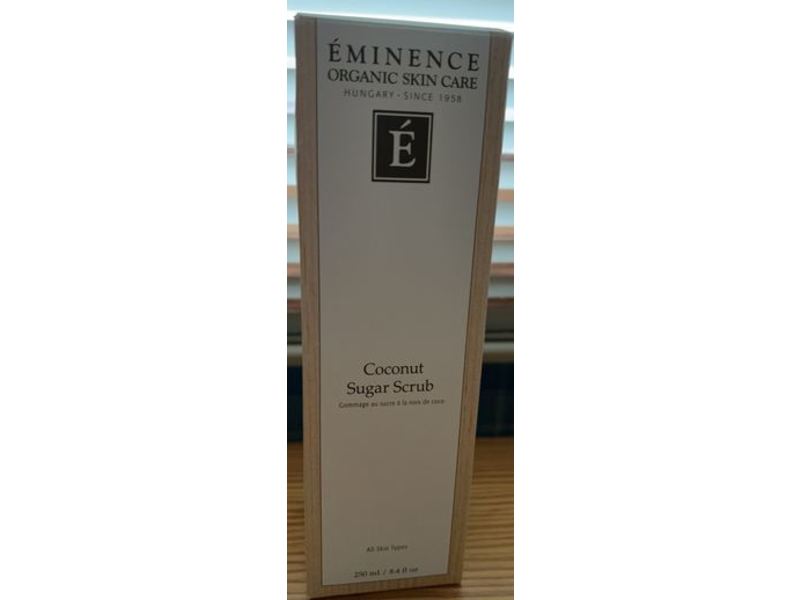 ÉMINENCE
ORGANIC SKIN CARE
HUNGARY - SINCE 1958
É
Coconut
Sugar Scrub
Gommage au sucre à la noix de coco
All Skin Types
250 ml / 8.4 fl oz